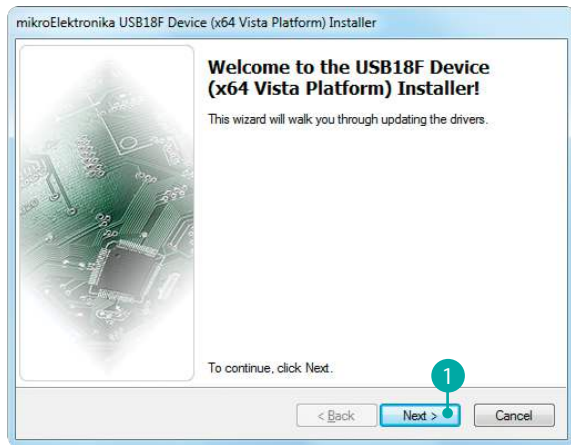 mikroElektronika USB18F Device (x64 Vista Platform) Installer
Welcome to the USB18F Device
(x64 Vista Platform) Installer!
This wizard will walk you through updating the drivers.
To continue, click Next.
1
< Back Next > Cancel